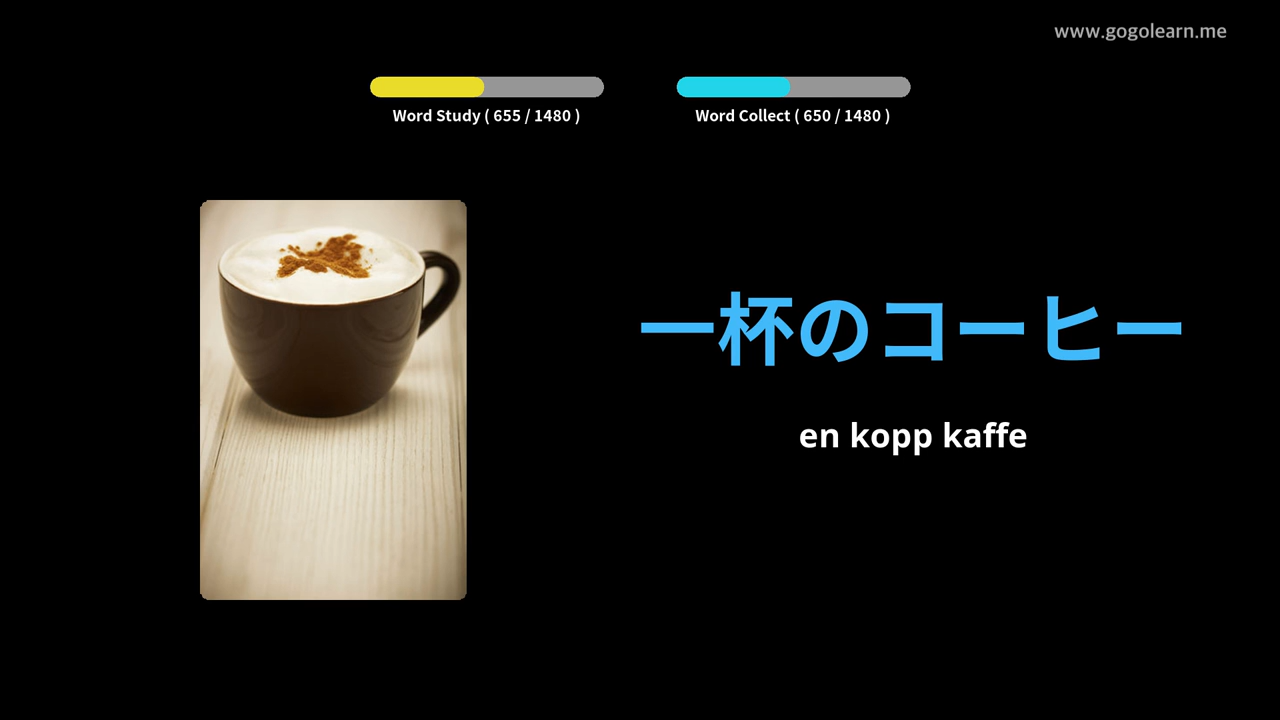 www.gogolearn.me
Word Study ( 655 / 1480 )
Word Collect ( 650 / 1480 )
一杯のコーヒー
en kopp kaffe